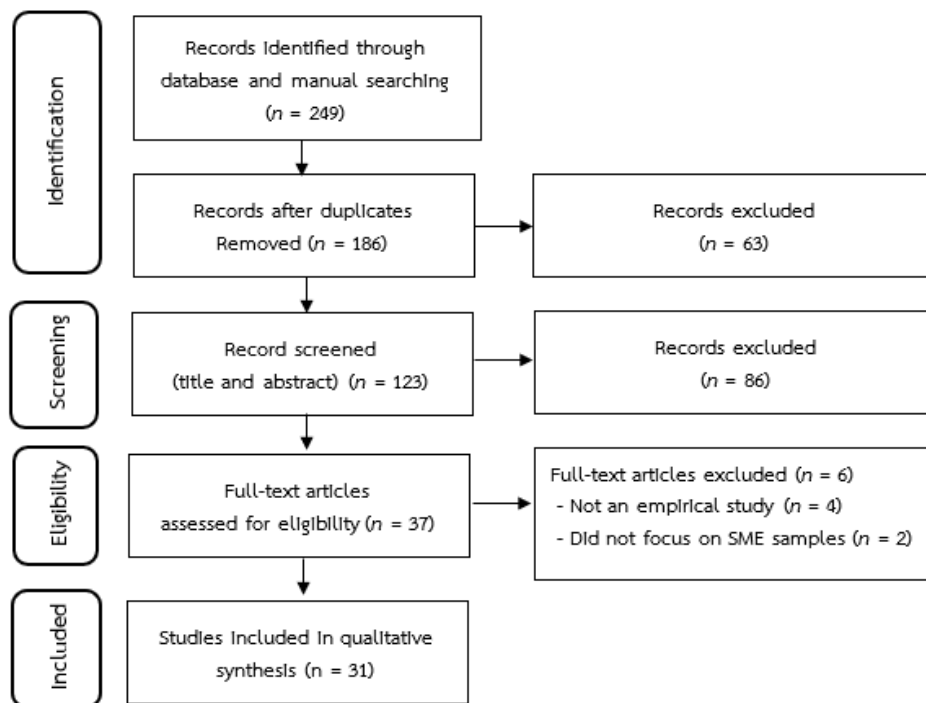 Identification
Records identified through
database and manual searching
(n = 249)
Records after duplicates
Removed (n = 186)
Records excluded
(n = 63)
Screening
Record screened
(title and abstract) (n = 123)
Records excluded
(n = 86)
Eligibility
Full-text articles
assessed for eligibility (n = 37)
Full-text articles excluded (n = 6)
- Not an empirical study (n = 4)
- Did not focus on SME samples (n = 2)
Included
Studies included in qualitative
synthesis (n = 31)